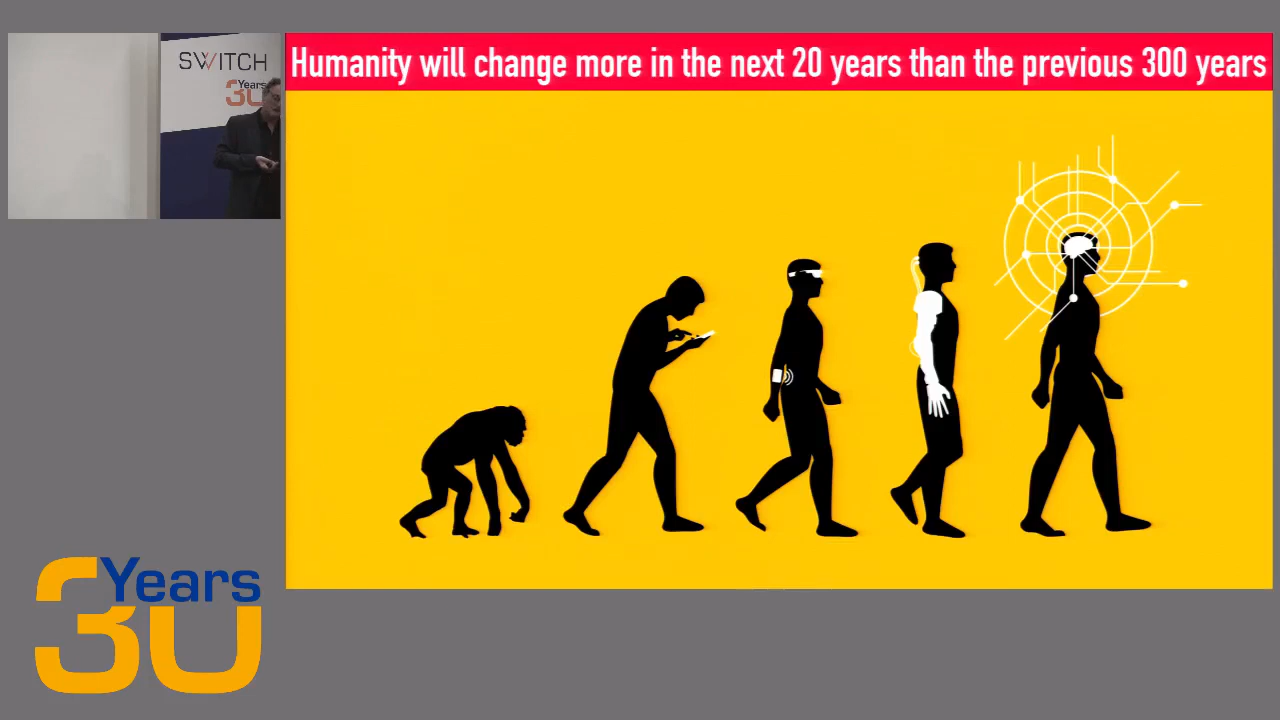 SWITCH
Years
30
Humanity will change more in the next 20 years than the previous 300 years
Years
30